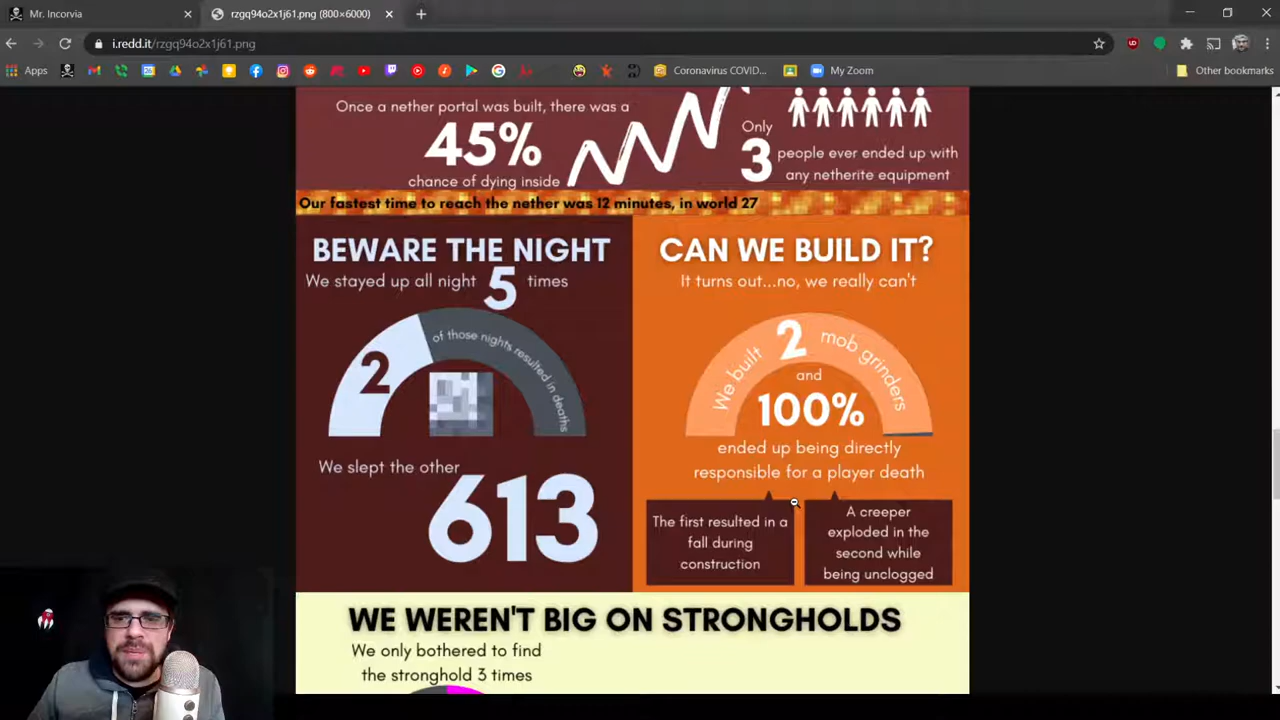 Mr. Incorvia
rzgq94o2x1j61.png (800×6000)
i.redd.it/rzgq94o2x1j61.png
Apps
Coronavirus COVID...
My Zoom
Other bookmarks
Once a nether portal was built, there was a
45%
chance of dying inside
Only
3
people ever ended up with
any netherite equipment
Our fastest time to reach the nether was 12 minutes, in world 27
BEWARE THE NIGHT
We stayed up all night 5 times
2
of those nights resulted in deaths
We slept the other
613
CAN WE BUILD IT?
It turns out...no, we really can't
We built 2 mob grinders
and
100%
ended up being directly
responsible for a player death
The first resulted in a
fall during
construction
A creeper
exploded in the
second while
being unclogged
WE WEREN'T BIG ON STRONGHOLDS
We only bothered to find
the stronghold 3 times